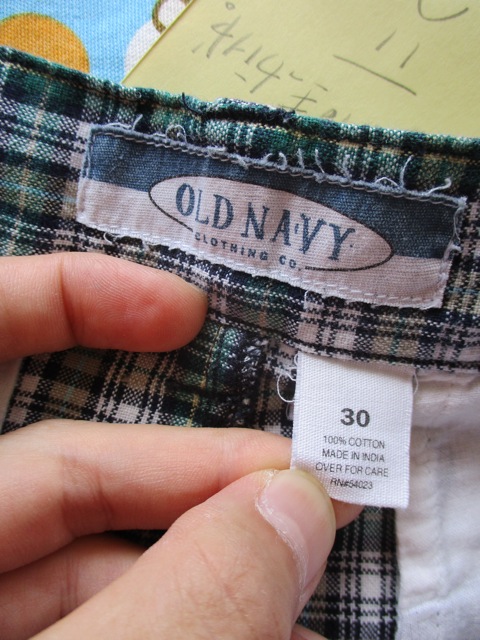 OLD NAVY
CLOTHING CO.
30
100% COTTON
MADE IN INDIA
OVER FOR CARE
RN#54023